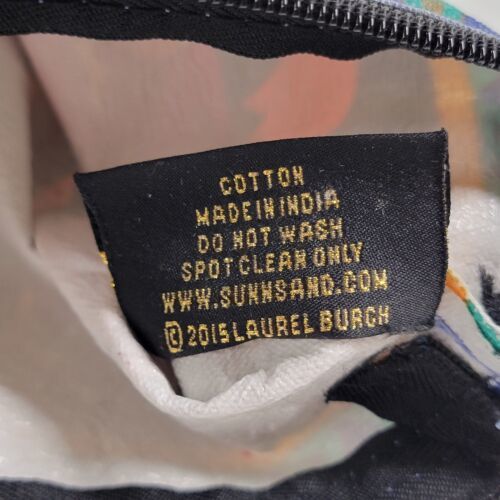 COTTON
MADE IN INDIA
DO NOT WASH
SPOT CLEAN ONLY
WWW.SUNNSAND.COM
© 2015 LAUREL BURCH